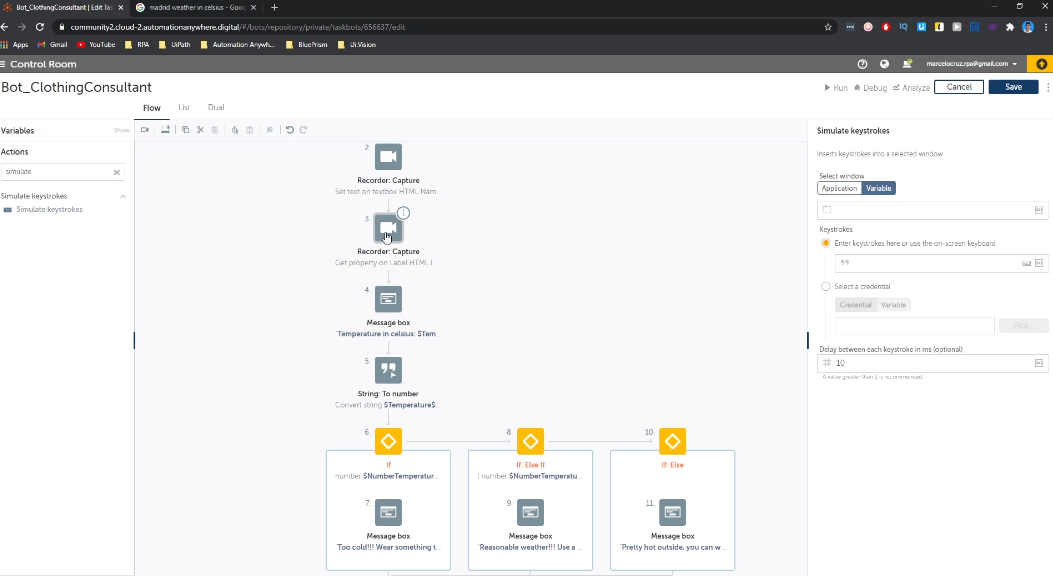 Bot_ClothingConsultant | Edit Tas
madrid weather in celsius - Goog
community2.cloud-2.automationanywhere.digital/#/bots/repository/private/taskbots/656637/edit
Apps Gmail YouTube RPA UiPath Automation Anywh... BluePrism UI.Vision
Control Room
marcelocruz.rpa@gmail.com
Bot_ClothingConsultant
Run Debug Analyze Cancel Save
Flow List Dual
Variables Show
Actions
simulate
Simulate keystrokes
Simulate keystrokes
2.
Recorder: Capture
Set text on textbox HTML Nam...
3.
Recorder: Capture
Get property on Label HTML I...
4.
Message box
"Temperature in celsius: $Tem
5.
String: To number
Convert string $Temperature$...
6. 8. 10.
If If: Else If If: Else
number $NumberTemperatur... ( number $NumberTemperatu...
7. 9. 11.
Message box Message box Message box
"Too cold!!! Wear something t... "Reasonable weather!!! Use a ... "Pretty hot outside, you can w...
Simulate keystrokes
Inserts keystrokes into a selected window
Select window
Application Variable
Keystrokes
Enter keystrokes here or use the on-screen keyboard
Select a credential
Credential Variable
Pick...
Delay between each keystroke in ms (optional)
# 10
A value greater than 2 is recommended